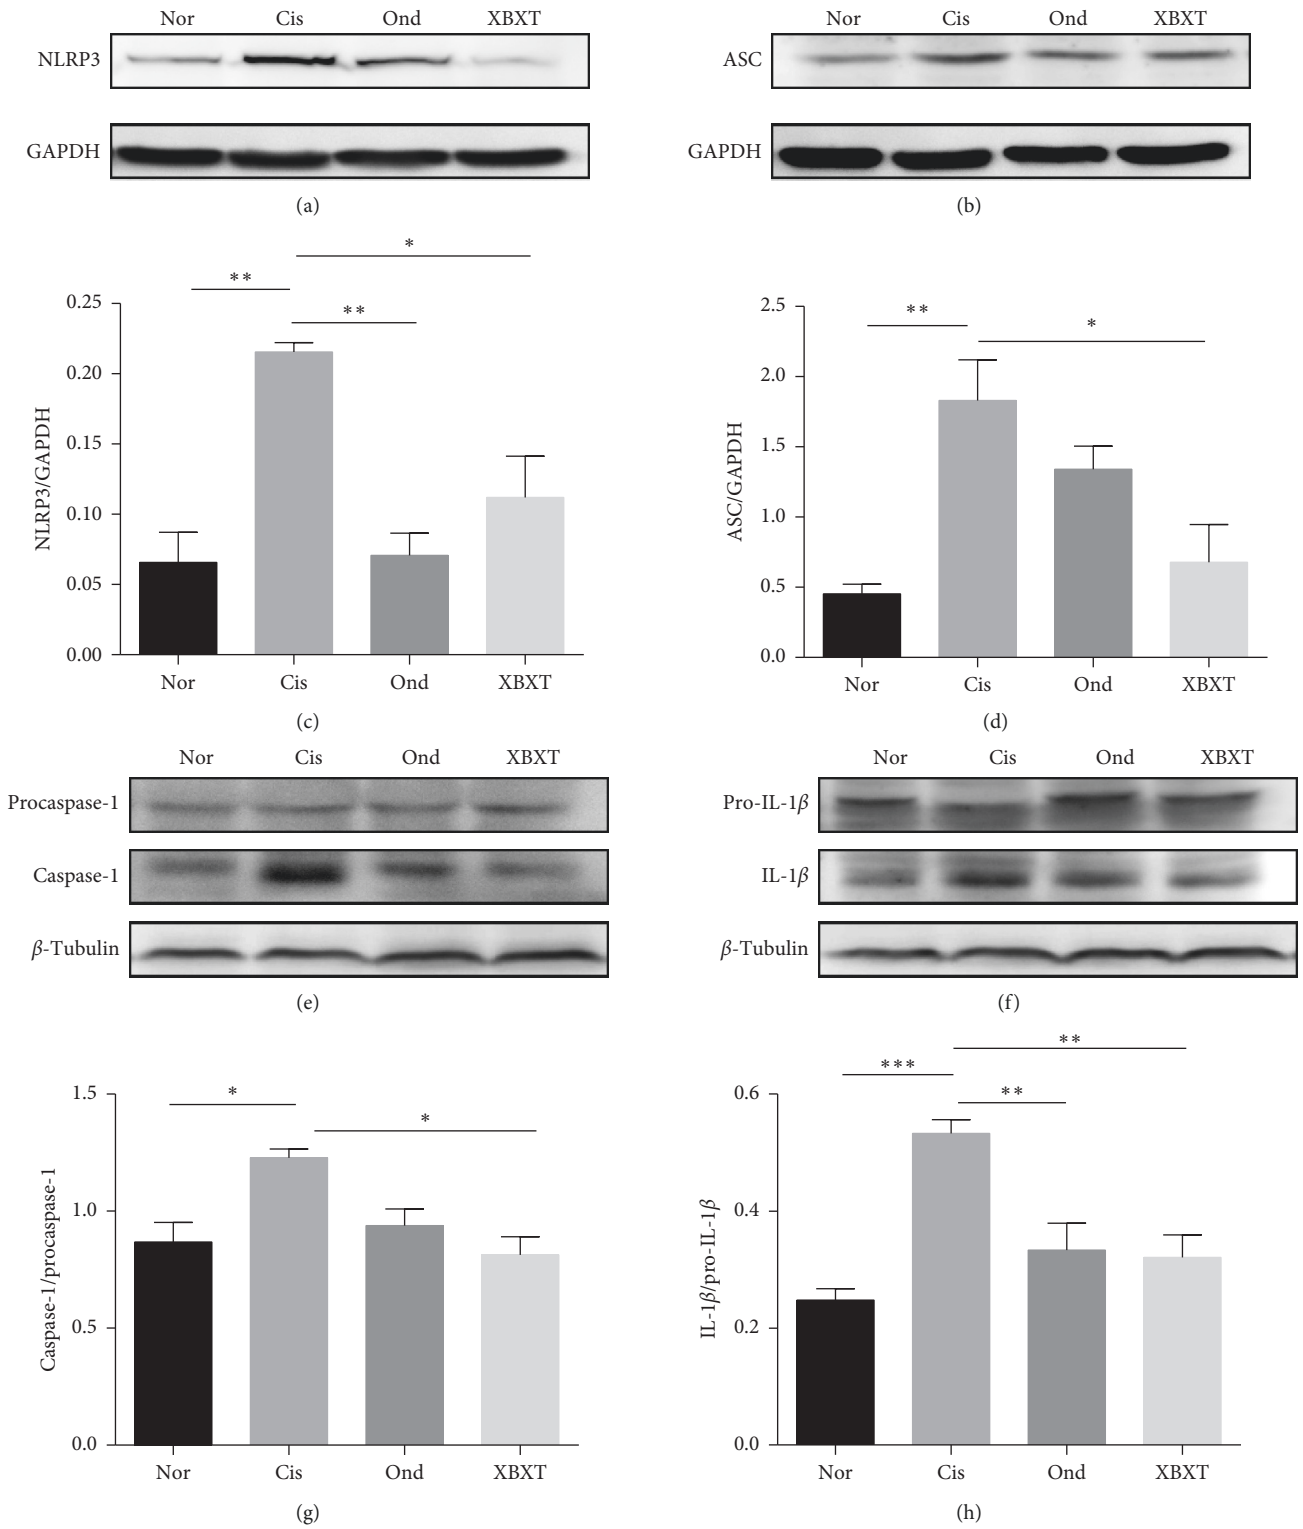 Nor Cis Ond XBXT
NLRP3
GAPDH
(a)
Nor Cis Ond XBXT
ASC
GAPDH
(b)
*
**
**
0.25
0.20
0.15
0.10
0.05
0.00
NLRP3/GAPDH
Nor Cis Ond XBXT
(c)
**
*
2.5
2.0
1.5
1.0
0.5
0.0
ASC/GAPDH
Nor Cis Ond XBXT
(d)
Nor Cis Ond XBXT
Procaspase-1
Caspase-1
β-Tubulin
(e)
Nor Cis Ond XBXT
Pro-IL-1β
IL-1β
β-Tubulin
(f)
*
*
1.5
1.0
0.5
0.0
Caspase-1/procaspase-1
Nor Cis Ond XBXT
(g)
**
***
**
0.6
0.4
0.2
0.0
IL-1β/pro-IL-1β
Nor Cis Ond XBXT
(h)